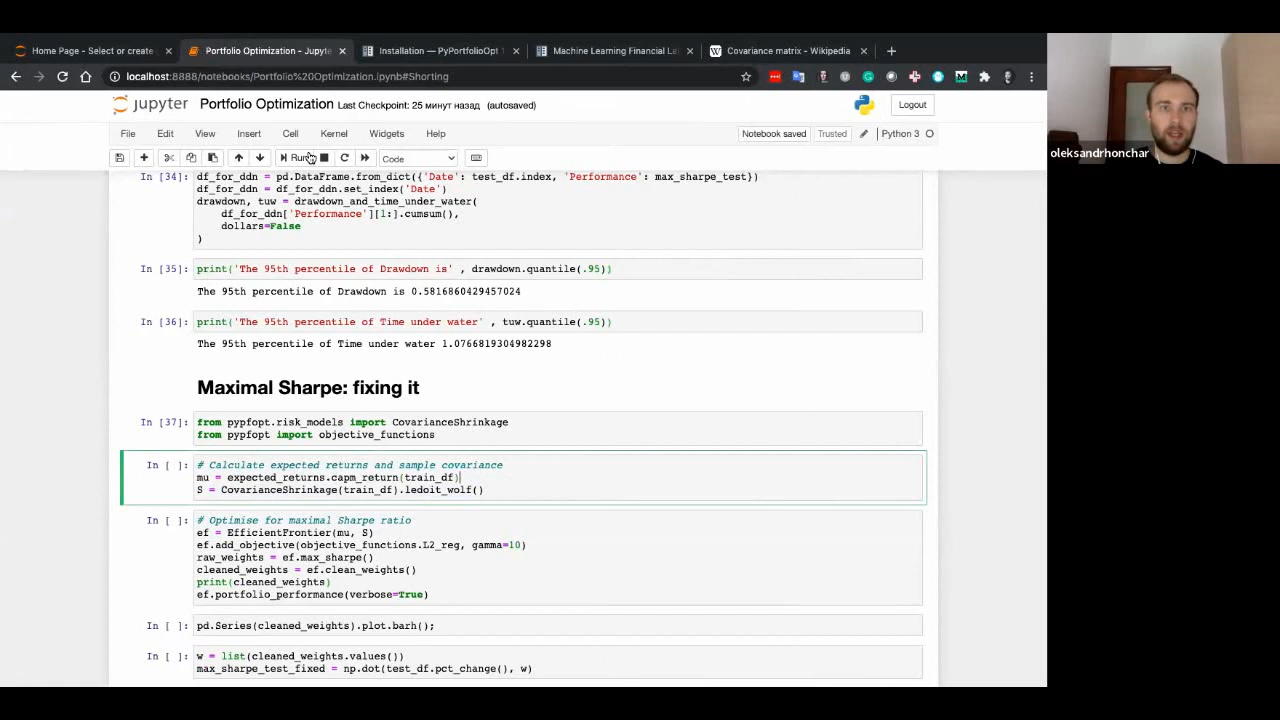 Home Page - Select or create
Portfolio Optimization - Jupyte
Installation — PyPortfolioOpt
Machine Learning Financial La
Covariance matrix - Wikipedia
localhost:8888/notebooks/Portfolio%20Optimization.ipynb#Shorting
jupyter Portfolio Optimization Last Checkpoint: 25 минут назад (autosaved)
Logout
File Edit View Insert Cell Kernel Widgets Help
Notebook saved Trusted Python 3
Run Code
In [34]: df_for_ddn = pd.DataFrame.from_dict({'Date': test_df.index, 'Performance': max_sharpe_test})
df_for_ddn = df_for_ddn.set_index('Date')
drawdown, tuw = drawdown_and_time_under_water(
df_for_ddn['Performance'][1:].cumsum(),
dollars=False
)
In [35]: print('The 95th percentile of Drawdown is' , drawdown.quantile(.95))
The 95th percentile of Drawdown is 0.5816860429457024
In [36]: print('The 95th percentile of Time under water' , tuw.quantile(.95))
The 95th percentile of Time under water 1.0766819304982298
Maximal Sharpe: fixing it
In [37]: from pypfopt.risk_models import CovarianceShrinkage
from pypfopt import objective_functions
In [ ]: # Calculate expected returns and sample covariance
mu = expected_returns.capm_return(train_df)
S = CovarianceShrinkage(train_df).ledoit_wolf()
In [ ]: # Optimise for maximal Sharpe ratio
ef = EfficientFrontier(mu, S)
ef.add_objective(objective_functions.L2_reg, gamma=10)
raw_weights = ef.max_sharpe()
cleaned_weights = ef.clean_weights()
print(cleaned_weights)
ef.portfolio_performance(verbose=True)
In [ ]: pd.Series(cleaned_weights).plot.barh();
In [ ]: w = list(cleaned_weights.values())
max_sharpe_test_fixed = np.dot(test_df.pct_change(), w)
oleksandrhonchar